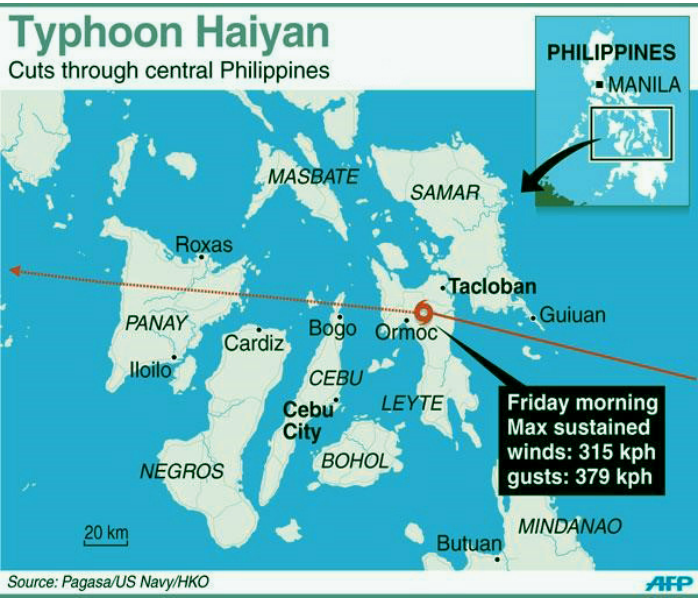 Typhoon Haiyan
Cuts through central Philippines
PHILIPPINES
MANILA
MASBATE
SAMAR
Roxas
Tacloban
Guiuan
PANAY
Cardiz
Bogo
Ormoc
Iloilo
CEBU
LEYTE
Cebu
City
Friday morning
Max sustained
winds: 315 kph
gusts: 379 kph
NEGROS
BOHOL
20 km
MINDANAO
Butuan
Source: Pagasa/US Navy/HKO
AFP